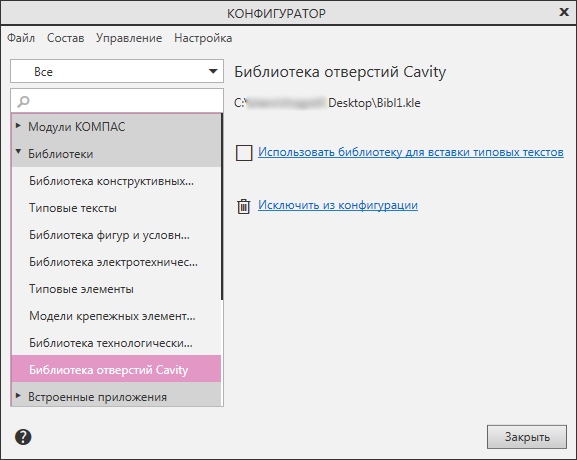 КОНФИГУРАТОР
Файл Состав Управление Настройка
Все
Модули КОМПАС
Библиотеки
Библиотека конструктивных...
Типовые тексты
Библиотека фигур и условн...
Библиотека электротехничес...
Типовые элементы
Модели крепежных элемент...
Библиотека технологически...
Библиотека отверстий Cavity
Встроенные приложения
Библиотека отверстий Cavity
C:\ Desktop\Bibl1.kle
Использовать библиотеку для вставки типовых текстов
Исключить из конфигурации
Закрыть